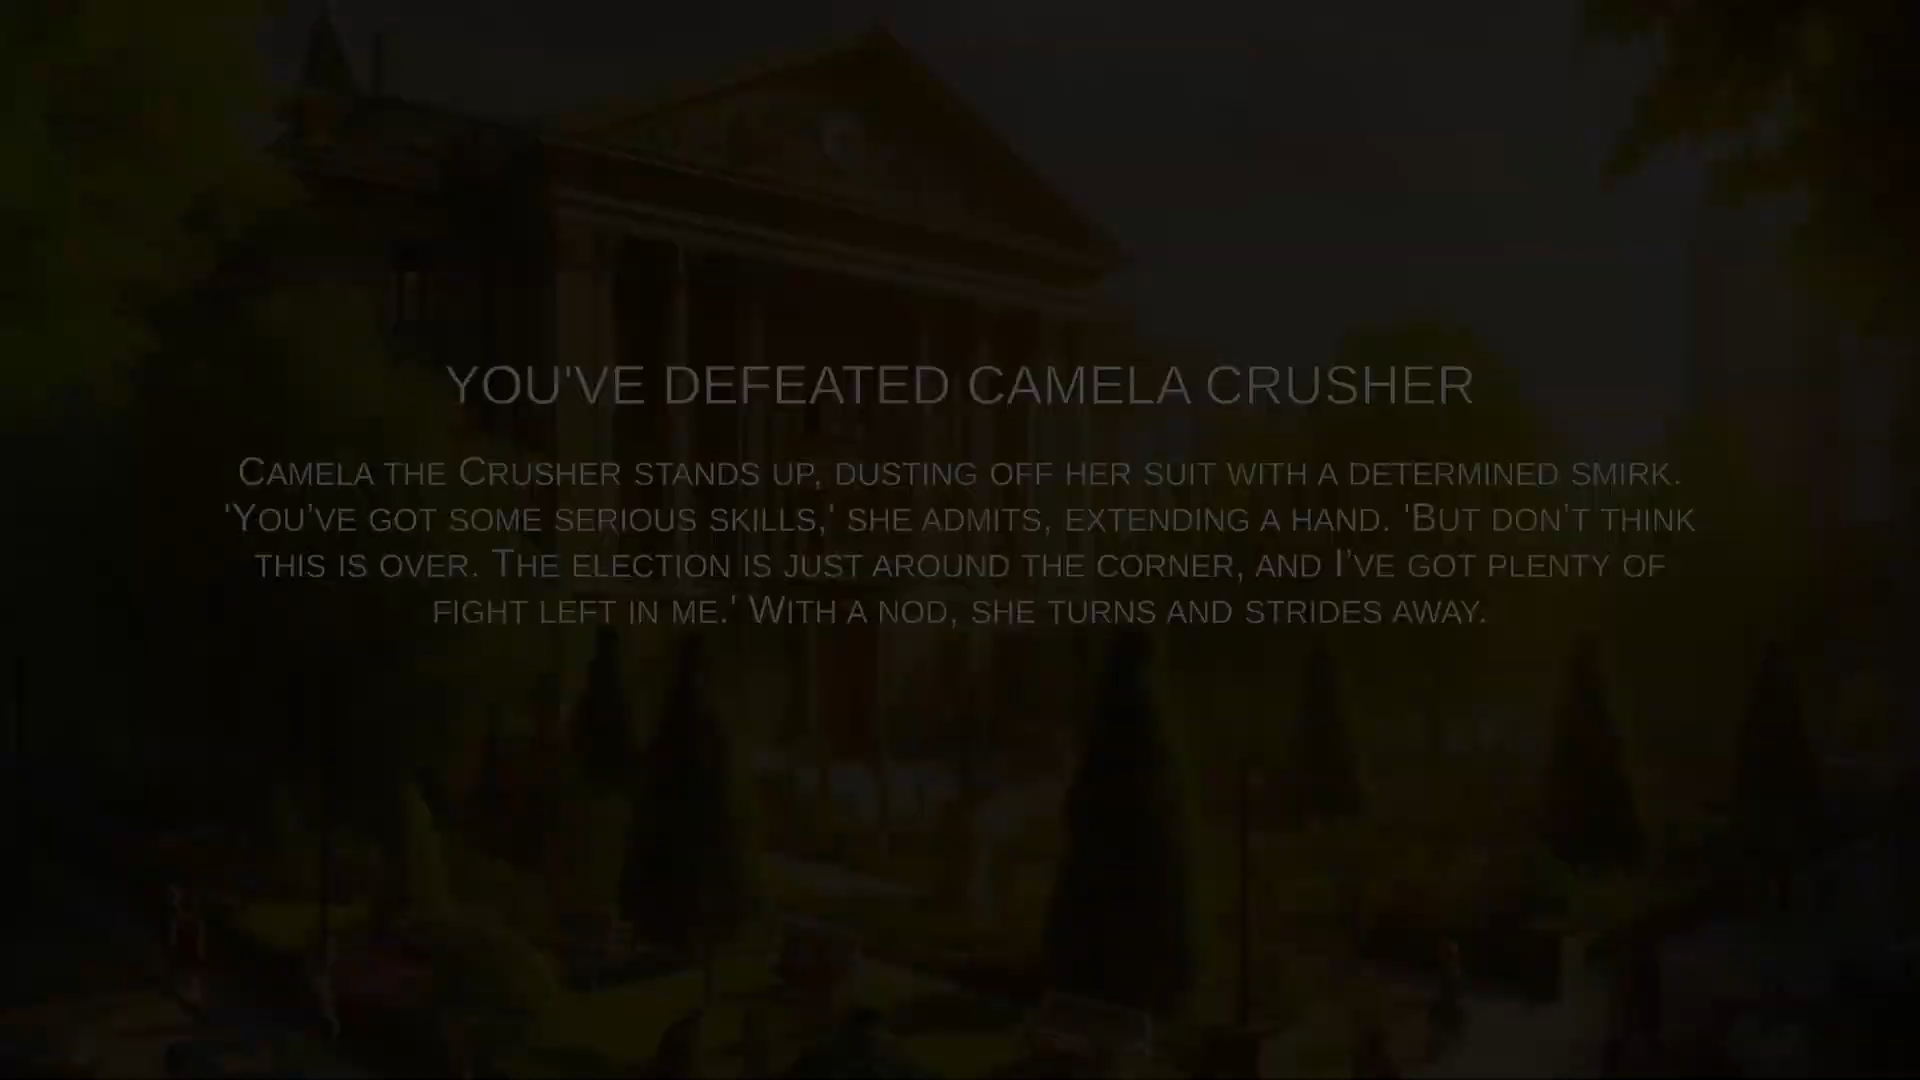 YOU'VE DEFEATED CAMELA CRUSHER
Camela the Crusher stands up, dusting off her suit with a determined smirk.
'You’ve got some serious skills,' she admits, extending a hand. 'But don’t think
this is over. The election is just around the corner, and I’ve got plenty of
fight left in me.' With a nod, she turns and strides away.